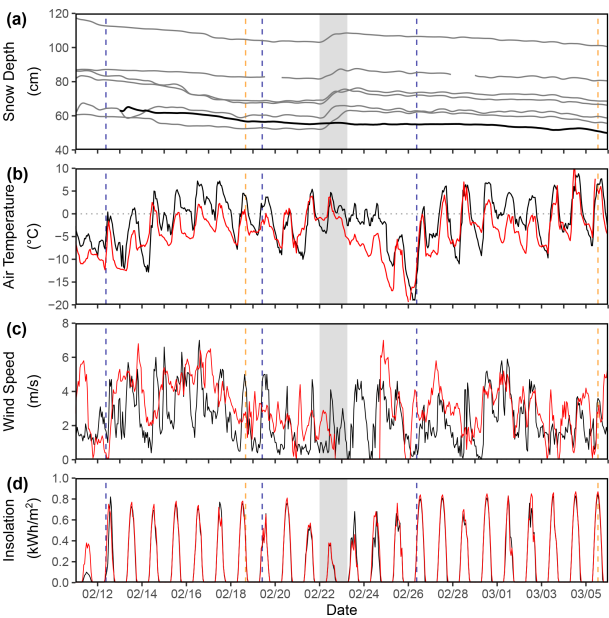 (a)
Snow Depth
(cm)
120
100
80
60
40
(b)
Air Temperature
(°C)
10
5
0
−5
−10
−15
−20
(c)
Wind Speed
(m/s)
8
6
4
2
0
(d)
Insolation
(kWh/m²)
1.0
0.8
0.6
0.4
0.2
0.0
02/12 02/14 02/16 02/18 02/20 02/22 02/24 02/26 02/28 03/01 03/03 03/05
Date